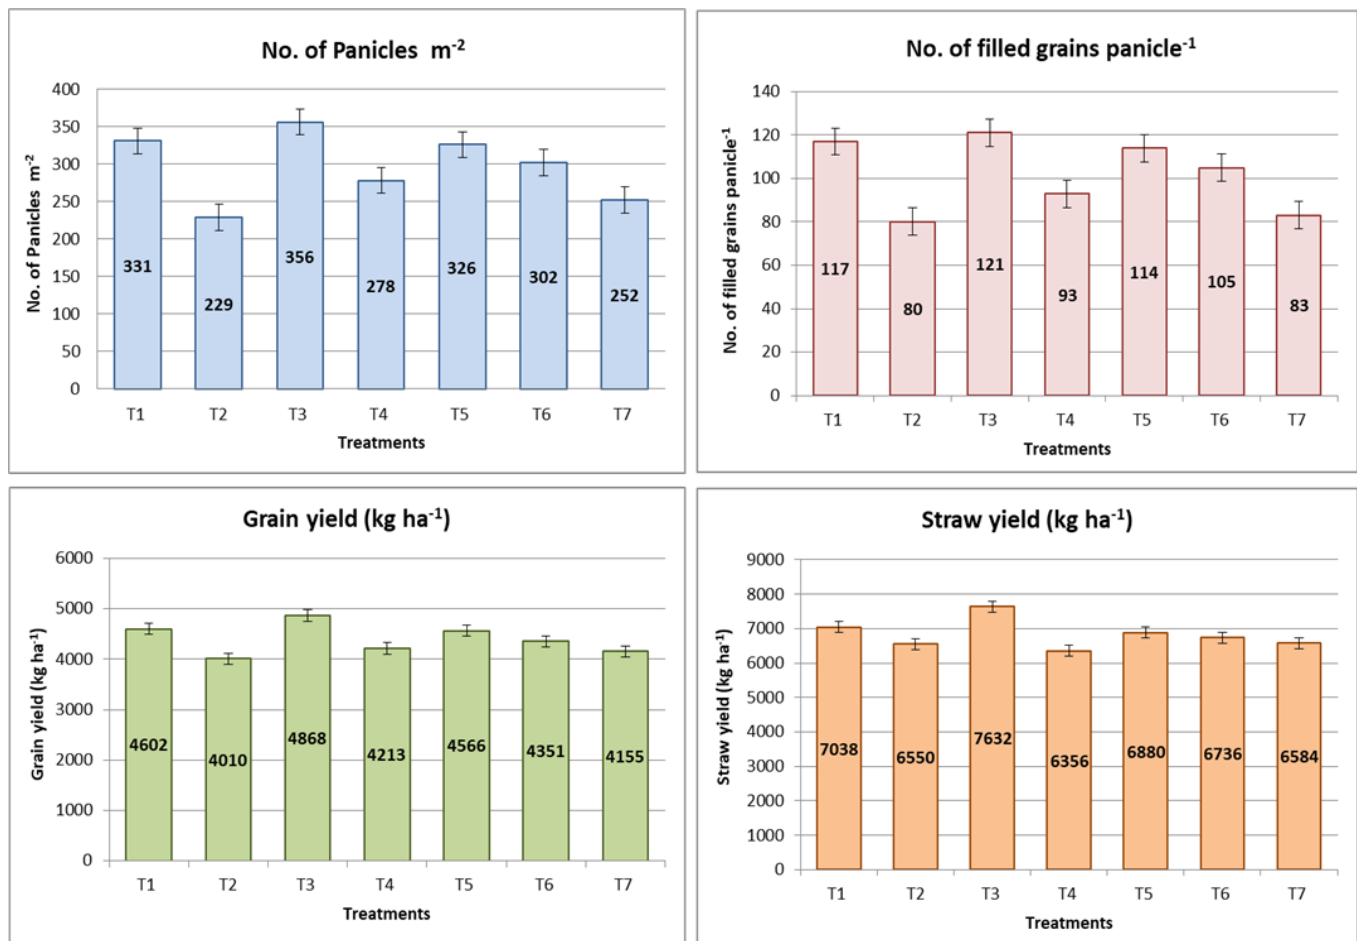 No. of Panicles m⁻²
No. of Panicles m⁻²
400
350
300
250
200
150
100
50
0
331
229
356
278
326
302
252
T1 T2 T3 T4 T5 T6 T7
Treatments
No. of filled grains panicle⁻¹
No. of filled grains panicle⁻¹
140
120
100
80
60
40
20
0
117
80
121
93
114
105
83
T1 T2 T3 T4 T5 T6 T7
Treatments
Grain yield (kg ha⁻¹)
Grain yield (kg ha⁻¹)
6000
5000
4000
3000
2000
1000
0
4602 4010 4868 4213 4566 4351 4155
T1 T2 T3 T4 T5 T6 T7
Treatments
Straw yield (kg ha⁻¹)
Straw yield (kg ha⁻¹)
9000
8000
7000
6000
5000
4000
3000
2000
1000
0
7038 6550 7632 6356 6880 6736 6584
T1 T2 T3 T4 T5 T6 T7
Treatments